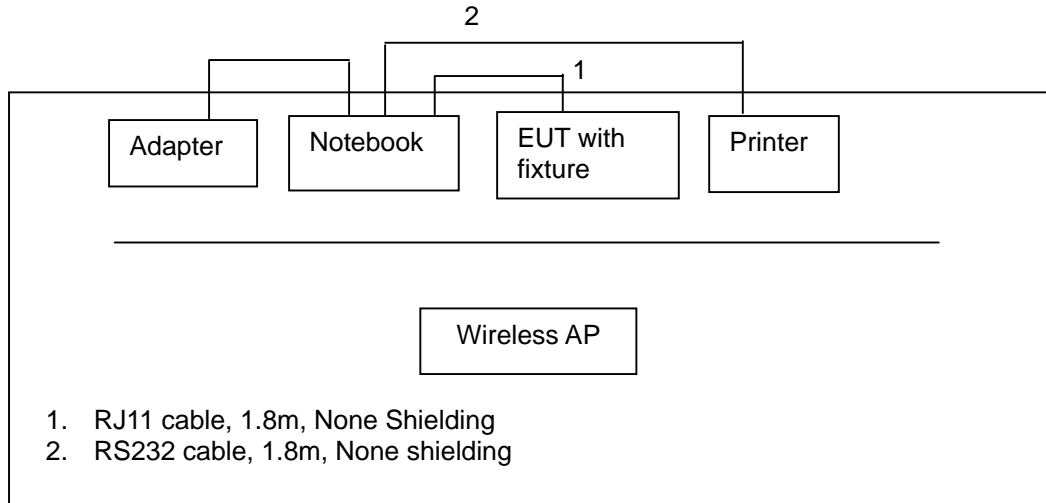 2
1
Adapter
Notebook
EUT with
fixture
Printer
Wireless AP
1. RJ11 cable, 1.8m, None Shielding
2. RS232 cable, 1.8m, None shielding